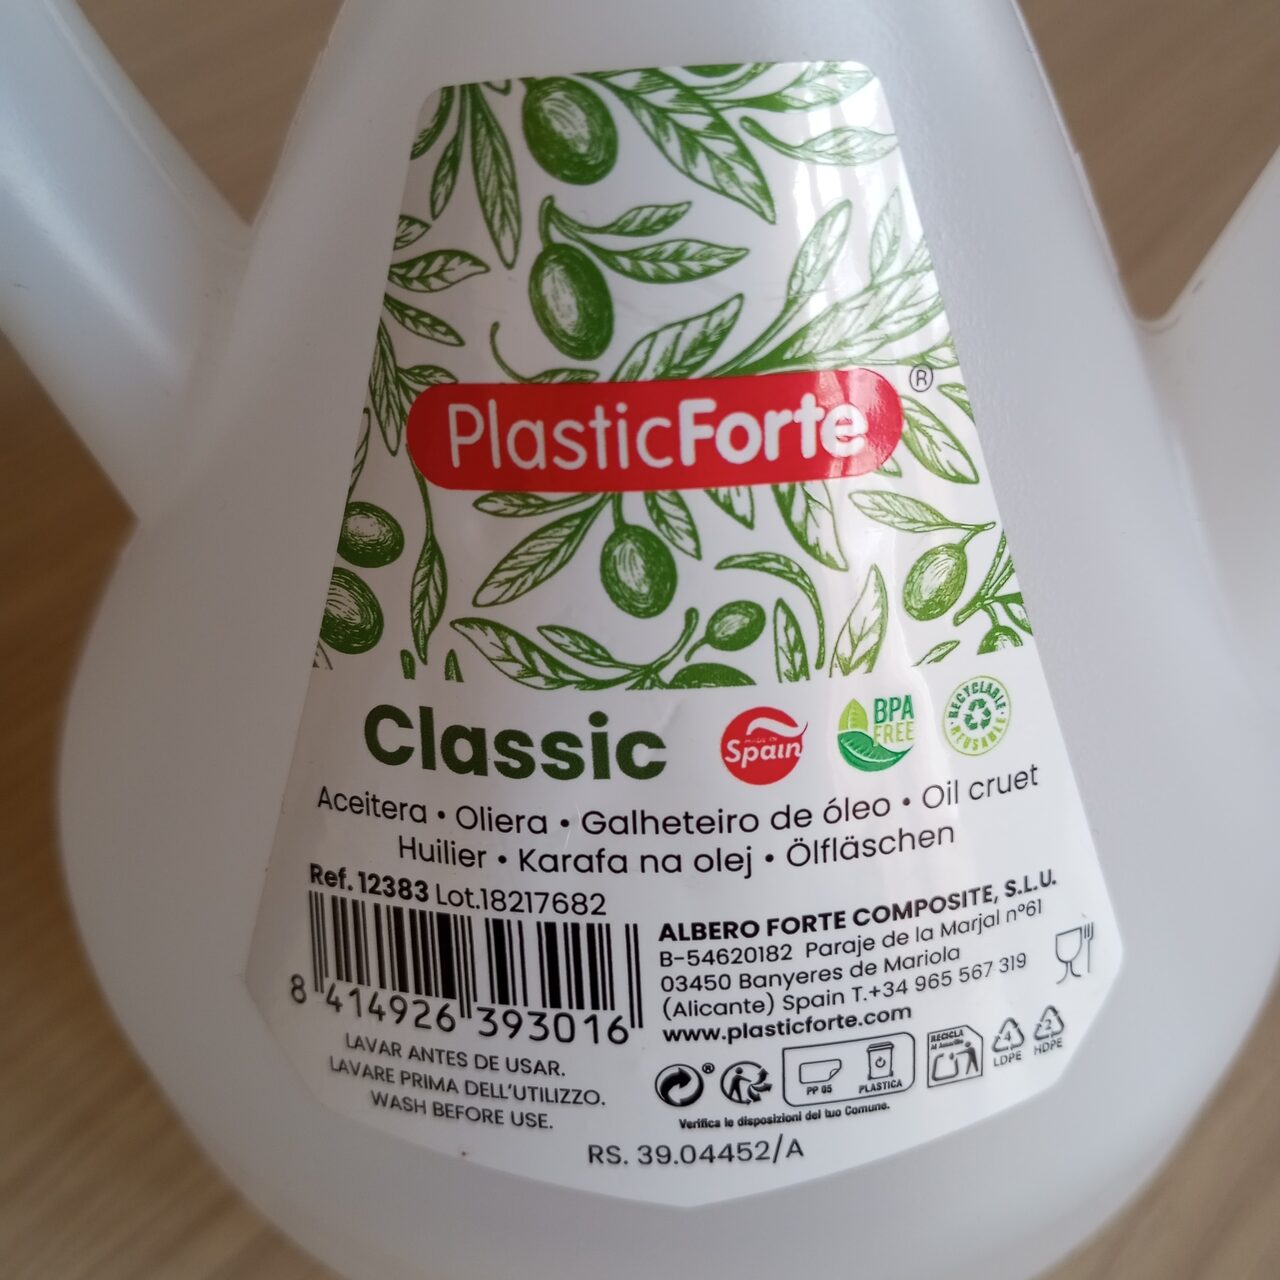 PlasticForte®
Classic
MADE IN
Spain
BPA
FREE
RECYCLABLE
REUSABLE
Aceitera • Oliera • Galheteiro de óleo • Oil cruet
Huilier • Karafa na olej • Ölfläschen
Ref. 12383 Lot.18217682
8 414926 393016
LAVAR ANTES DE USAR.
LAVARE PRIMA DELL'UTILIZZO.
WASH BEFORE USE.
ALBERO FORTE COMPOSITE, S.L.U.
B-54620182 Paraje de la Marjal nº61
03450 Banyeres de Mariola
(Alicante) Spain T.+34 965 567 319
www.plasticforte.com
®
PP 05 PLASTICA
RECICLA
Al Amarillo
4
LDPE
2
HDPE
Verifica le disposizioni del tuo Comune.
RS. 39.04452/A